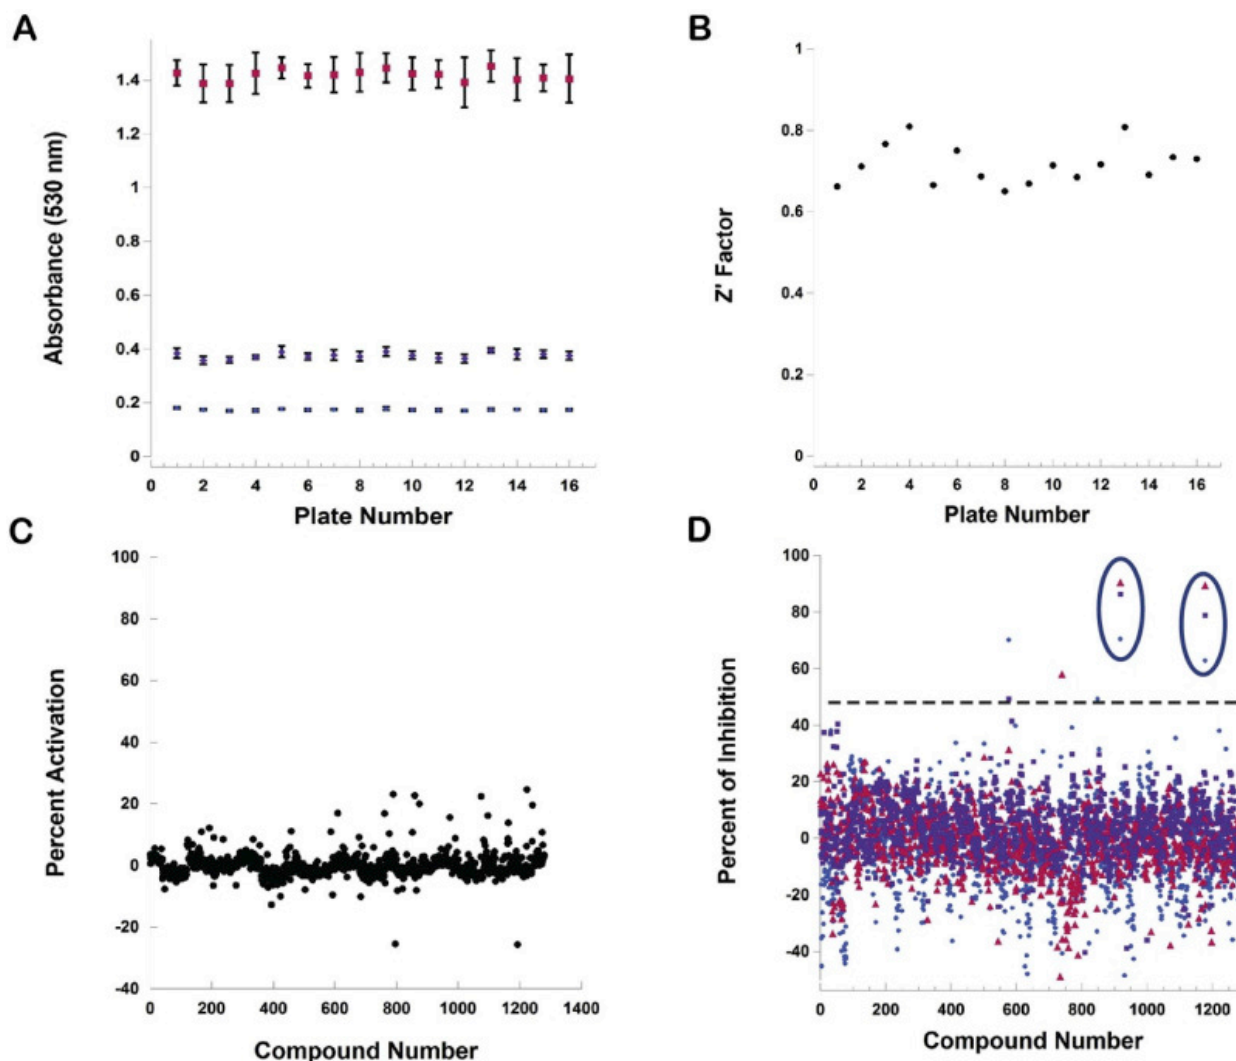 A
Absorbance (530 nm)
1.4
1.2
1
0.8
0.6
0.4
0.2
0
0 2 4 6 8 10 12 14 16
Plate Number
B
Z' Factor
1
0.8
0.6
0.4
0.2
0
0 2 4 6 8 10 12 14 16
Plate Number
C
Percent Activation
100
80
60
40
20
0
-20
-40
0 200 400 600 800 1000 1200 1400
Compound Number
D
Percent of Inhibition
100
80
60
40
20
0
-20
-40
0 200 400 600 800 1000 1200
Compound Number